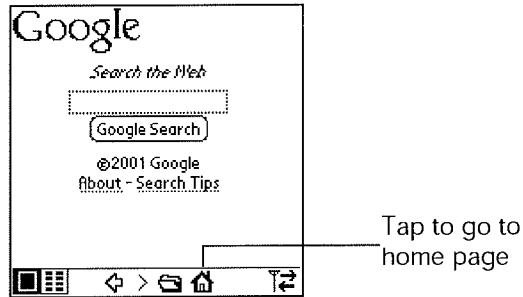 Google
Search the Web
Google Search
©2001 Google
About - Search Tips
Tap to go to
home page